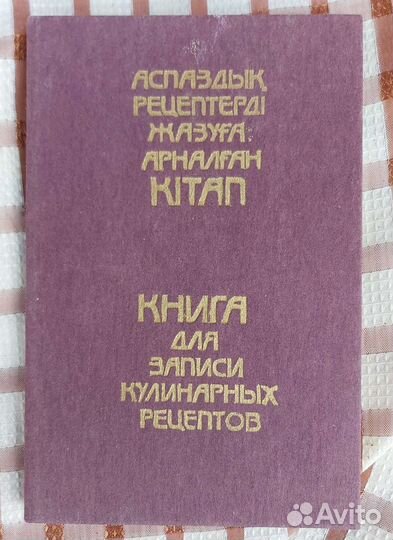 АСПАЗДЫҚ
РЕЦЕПТЕРДІ
ЖАЗУҒА
АРНАЛҒАН
КІТАП
КНИГА
ДЛЯ
ЗАПИСИ
КУЛИНАРНЫХ
РЕЦЕПТОВ
Avito